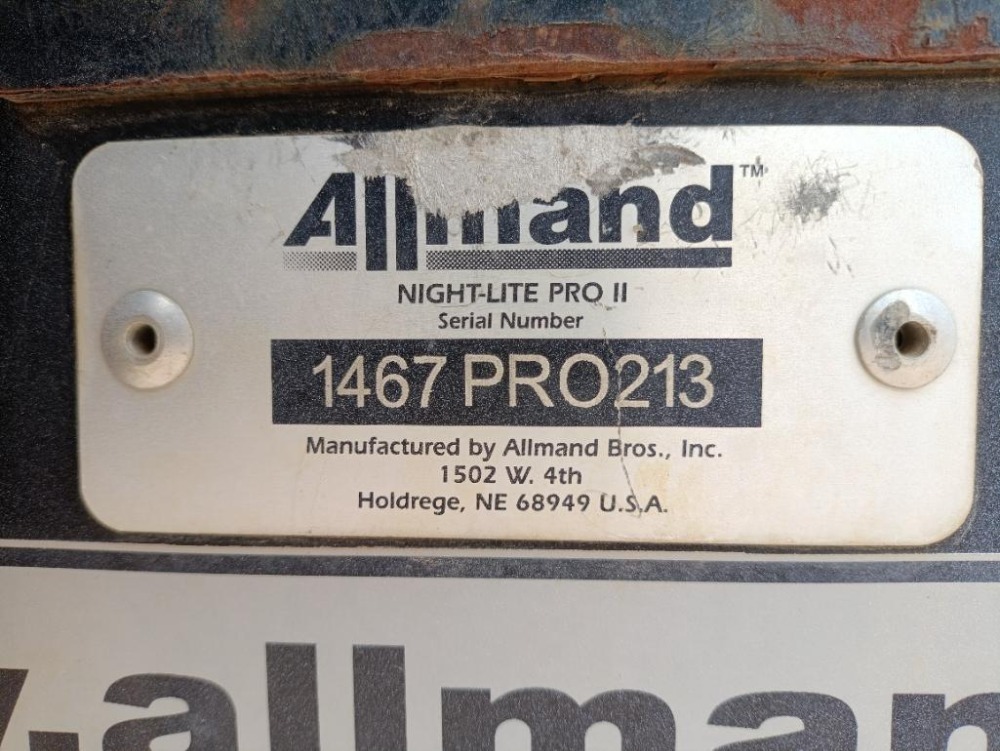 Allmand™
NIGHT-LITE PRO II
Serial Number
1467 PRO213
Manufactured by Allmand Bros., Inc.
1502 W. 4th
Holdrege, NE 68949 U.S.A.
.allman